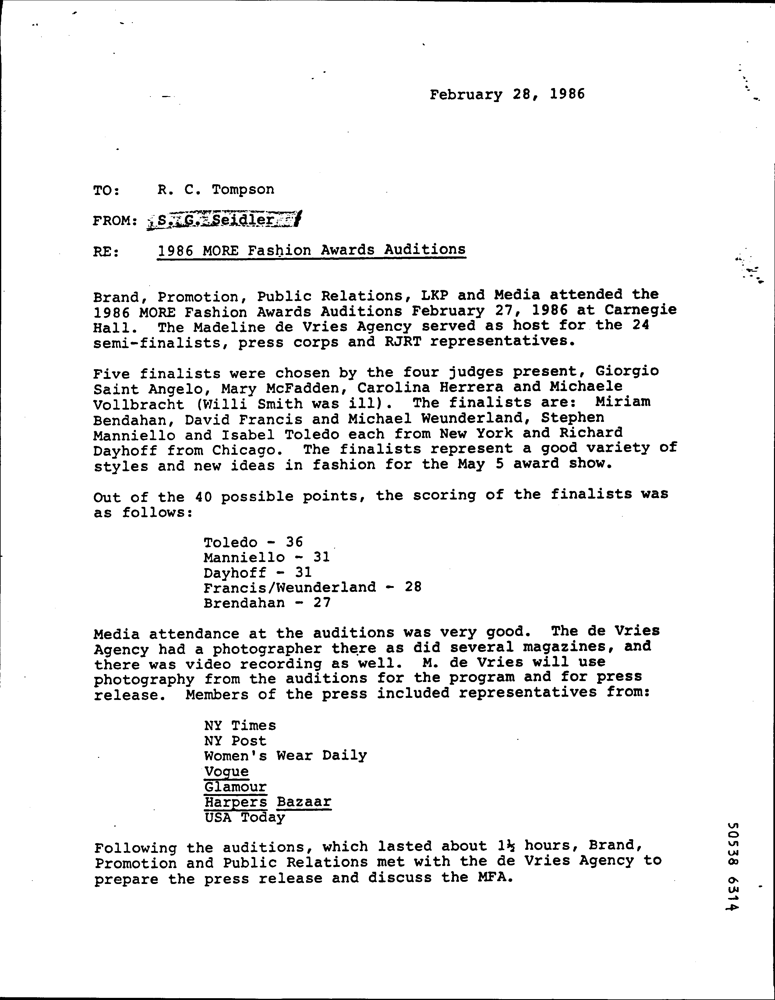 February 28, 1986
TO: R. C. Tompson
FROM: S. G. Seidler
RE: 1986 MORE Fashion Awards Auditions
Brand, Promotion, Public Relations, LKP and Media attended the
1986 MORE Fashion Awards Auditions February 27, 1986 at Carnegie
Hall. The Madeline de Vries Agency served as host for the 24
semi-finalists, press corps and RJRT representatives.
Five finalists were chosen by the four judges present, Giorgio
Saint Angelo, Mary McFadden, Carolina Herrera and Michaele
Vollbracht (Willi Smith was ill). The finalists are: Miriam
Bendahan, David Francis and Michael Weunderland, Stephen
Manniello and Isabel Toledo each from New York and Richard
Dayhoff from Chicago. The finalists represent a good variety of
styles and new ideas in fashion for the May 5 award show.
Out of the 40 possible points, the scoring of the finalists was
as follows:
Toledo - 36
Manniello - 31
Dayhoff - 31
Francis/Weunderland - 28
Brendahan - 27
Media attendance at the auditions was very good. The de Vries
Agency had a photographer there as did several magazines, and
there was video recording as well. M. de Vries will use
photography from the auditions for the program and for press
release. Members of the press included representatives from:
NY Times
NY Post
Women's Wear Daily
Vogue
Glamour
Harpers Bazaar
USA Today
Following the auditions, which lasted about 1½ hours, Brand,
Promotion and Public Relations met with the de Vries Agency to
prepare the press release and discuss the MFA.
50538 6314